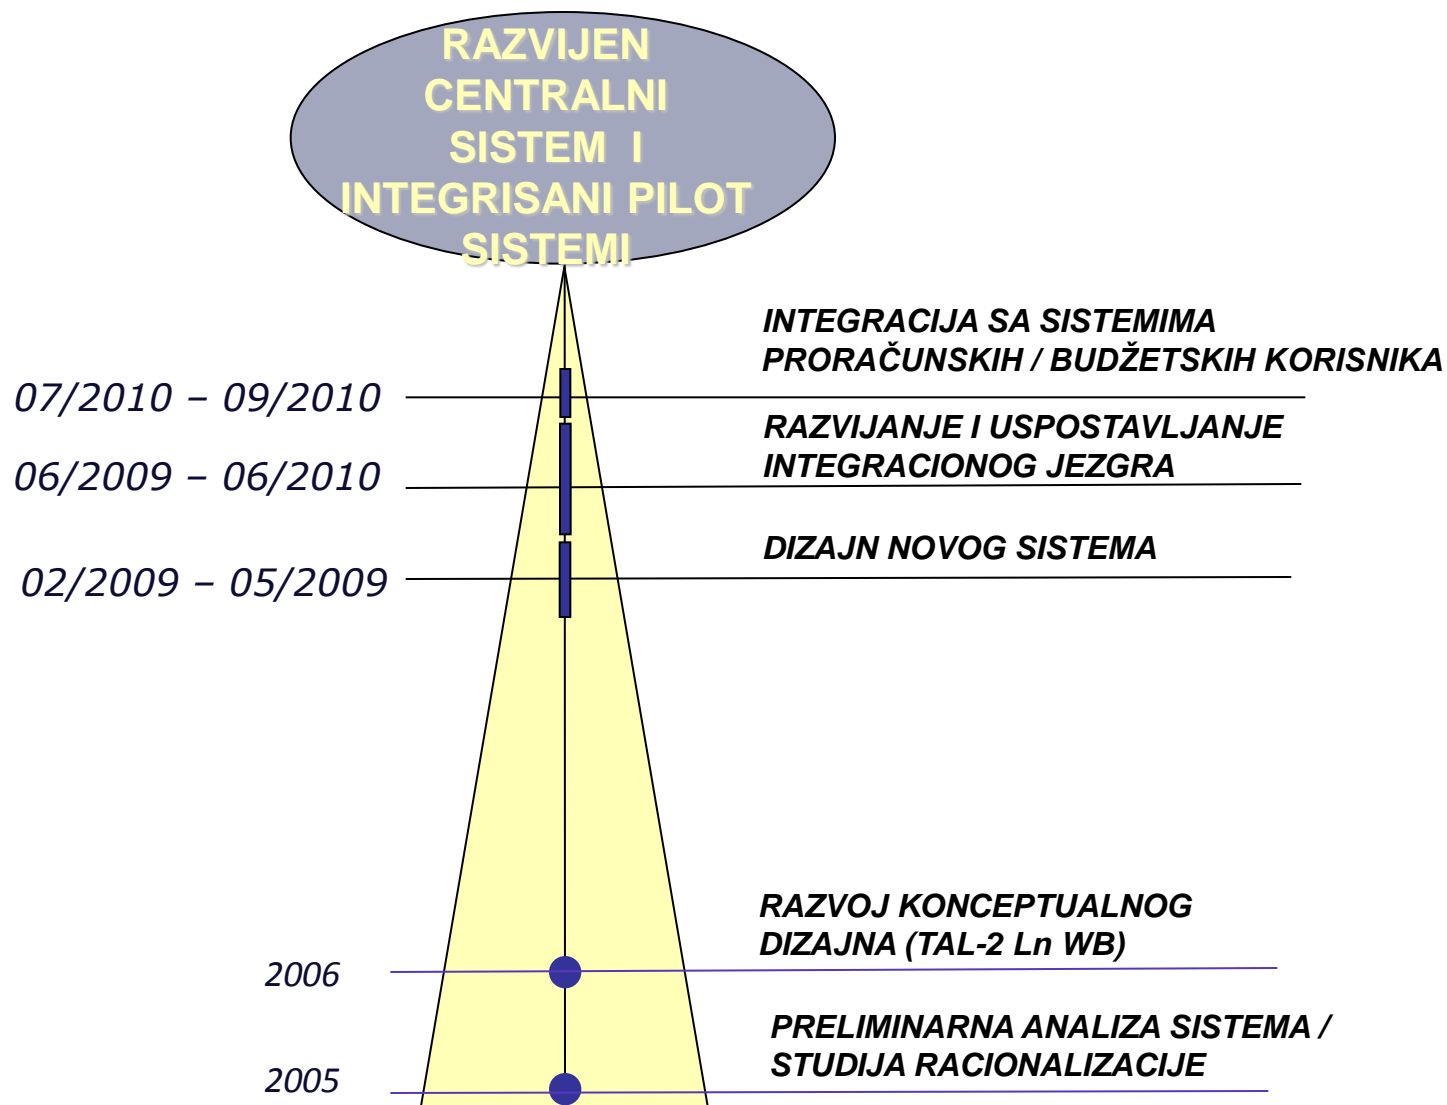 RAZVIJEN
CENTRALNI
SISTEM I
INTEGRISANI PILOT
SISTEMI
INTEGRACIJA SA SISTEMIMA
PRORAČUNSKIH / BUDŽETSKIH KORISNIKA
07/2010 – 09/2010
RAZVIJANJE I USPOSTAVLJANJE
INTEGRACIONOG JEZGRA
06/2009 – 06/2010
DIZAJN NOVOG SISTEMA
02/2009 – 05/2009
RAZVOJ KONCEPTUALNOG
DIZAJNA (TAL-2 Ln WB)
2006
PRELIMINARNA ANALIZA SISTEMA /
STUDIJA RACIONALIZACIJE
2005